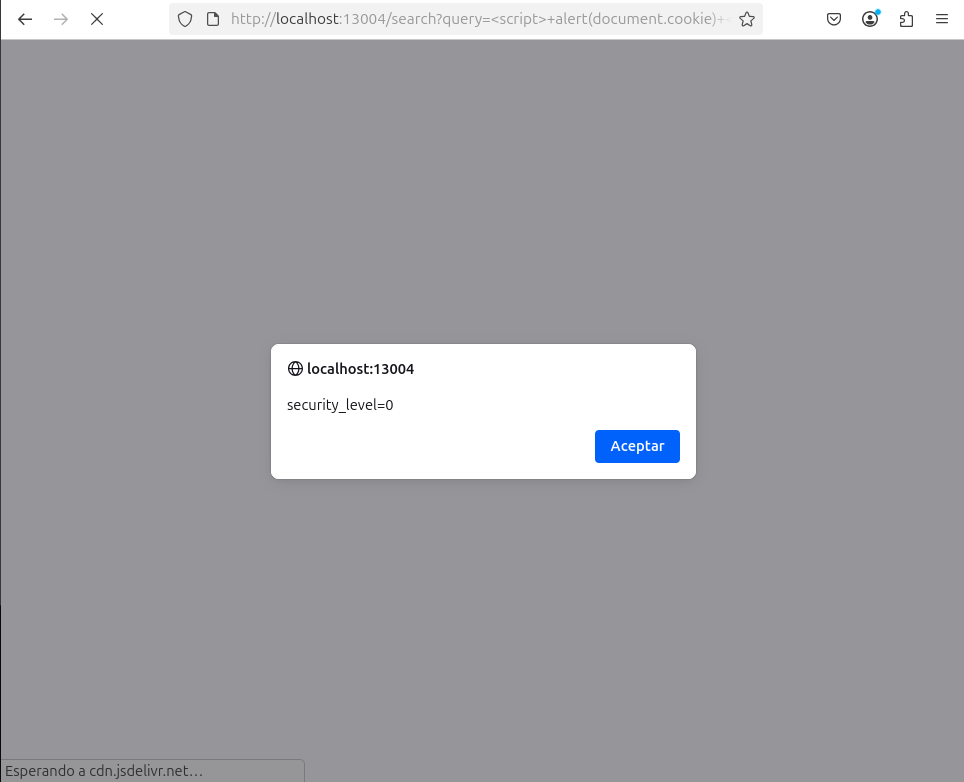 http://localhost:13004/search?query=<script>+alert(document.cookie)+
localhost:13004
security_level=0
Aceptar
Esperando a cdn.jsdelivr.net…